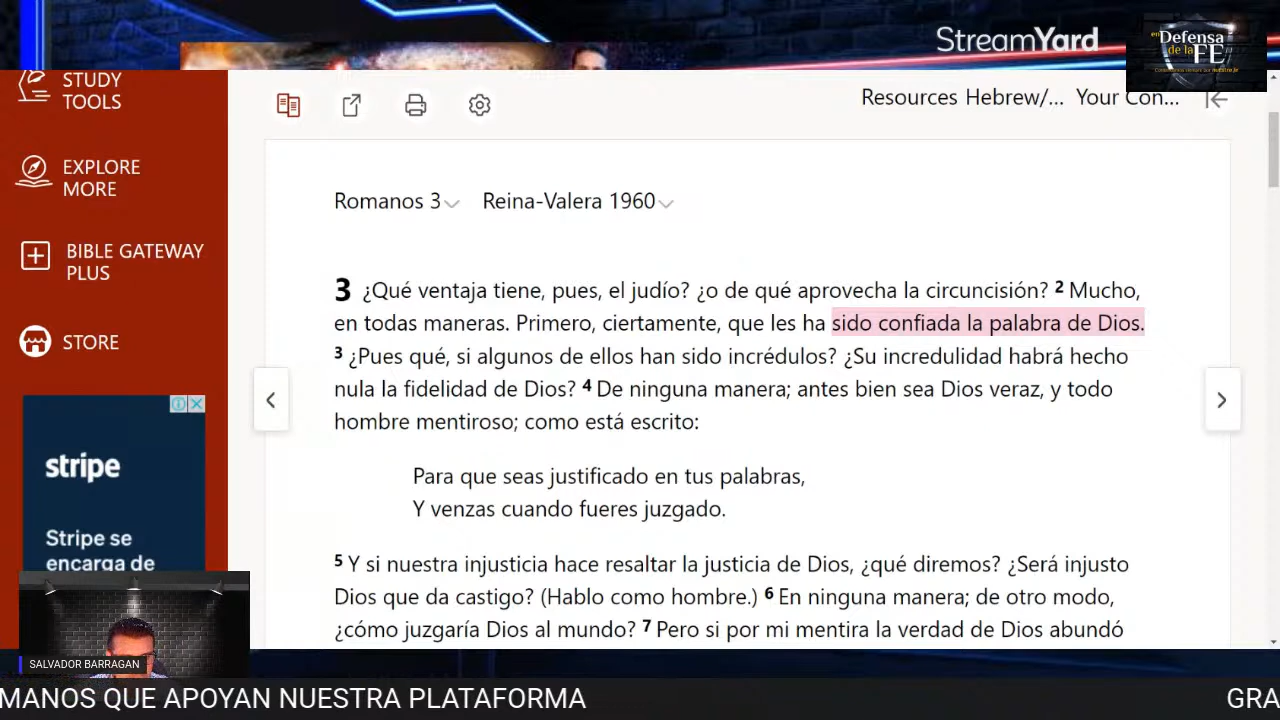 StreamYard
en Defensa
de la FE
STUDY
TOOLS
EXPLORE
MORE
BIBLE GATEWAY
PLUS
STORE
stripe
Stripe se
encarga de
SALVADOR BARRAGAN
Resources Hebrew/... Your Con...
Romanos 3 Reina-Valera 1960
3 ¿Qué ventaja tiene, pues, el judío? ¿o de qué aprovecha la circuncisión? 2 Mucho,
en todas maneras. Primero, ciertamente, que les ha sido confiada la palabra de Dios.
3 ¿Pues qué, si algunos de ellos han sido incrédulos? ¿Su incredulidad habrá hecho
nula la fidelidad de Dios? 4 De ninguna manera; antes bien sea Dios veraz, y todo
hombre mentiroso; como está escrito:
Para que seas justificado en tus palabras,
Y venzas cuando fueres juzgado.
5 Y si nuestra injusticia hace resaltar la justicia de Dios, ¿qué diremos? ¿Será injusto
Dios que da castigo? (Hablo como hombre.) 6 En ninguna manera; de otro modo,
¿cómo juzgaría Dios al mundo? 7 Pero si por mi mentira la verdad de Dios abundó
MANOS QUE APOYAN NUESTRA PLATAFORMA GRA